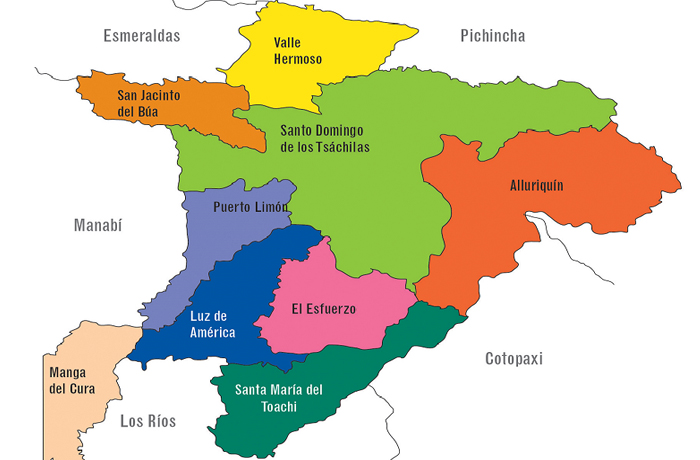 Esmeraldas
Valle
Hermoso
Pichincha
San Jacinto
del Búa
Santo Domingo
de los Tsáchilas
Alluriquín
Puerto Limón
Manabí
Luz de
América
El Esfuerzo
Cotopaxi
Manga
del Cura
Santa María del
Toachi
Los Ríos